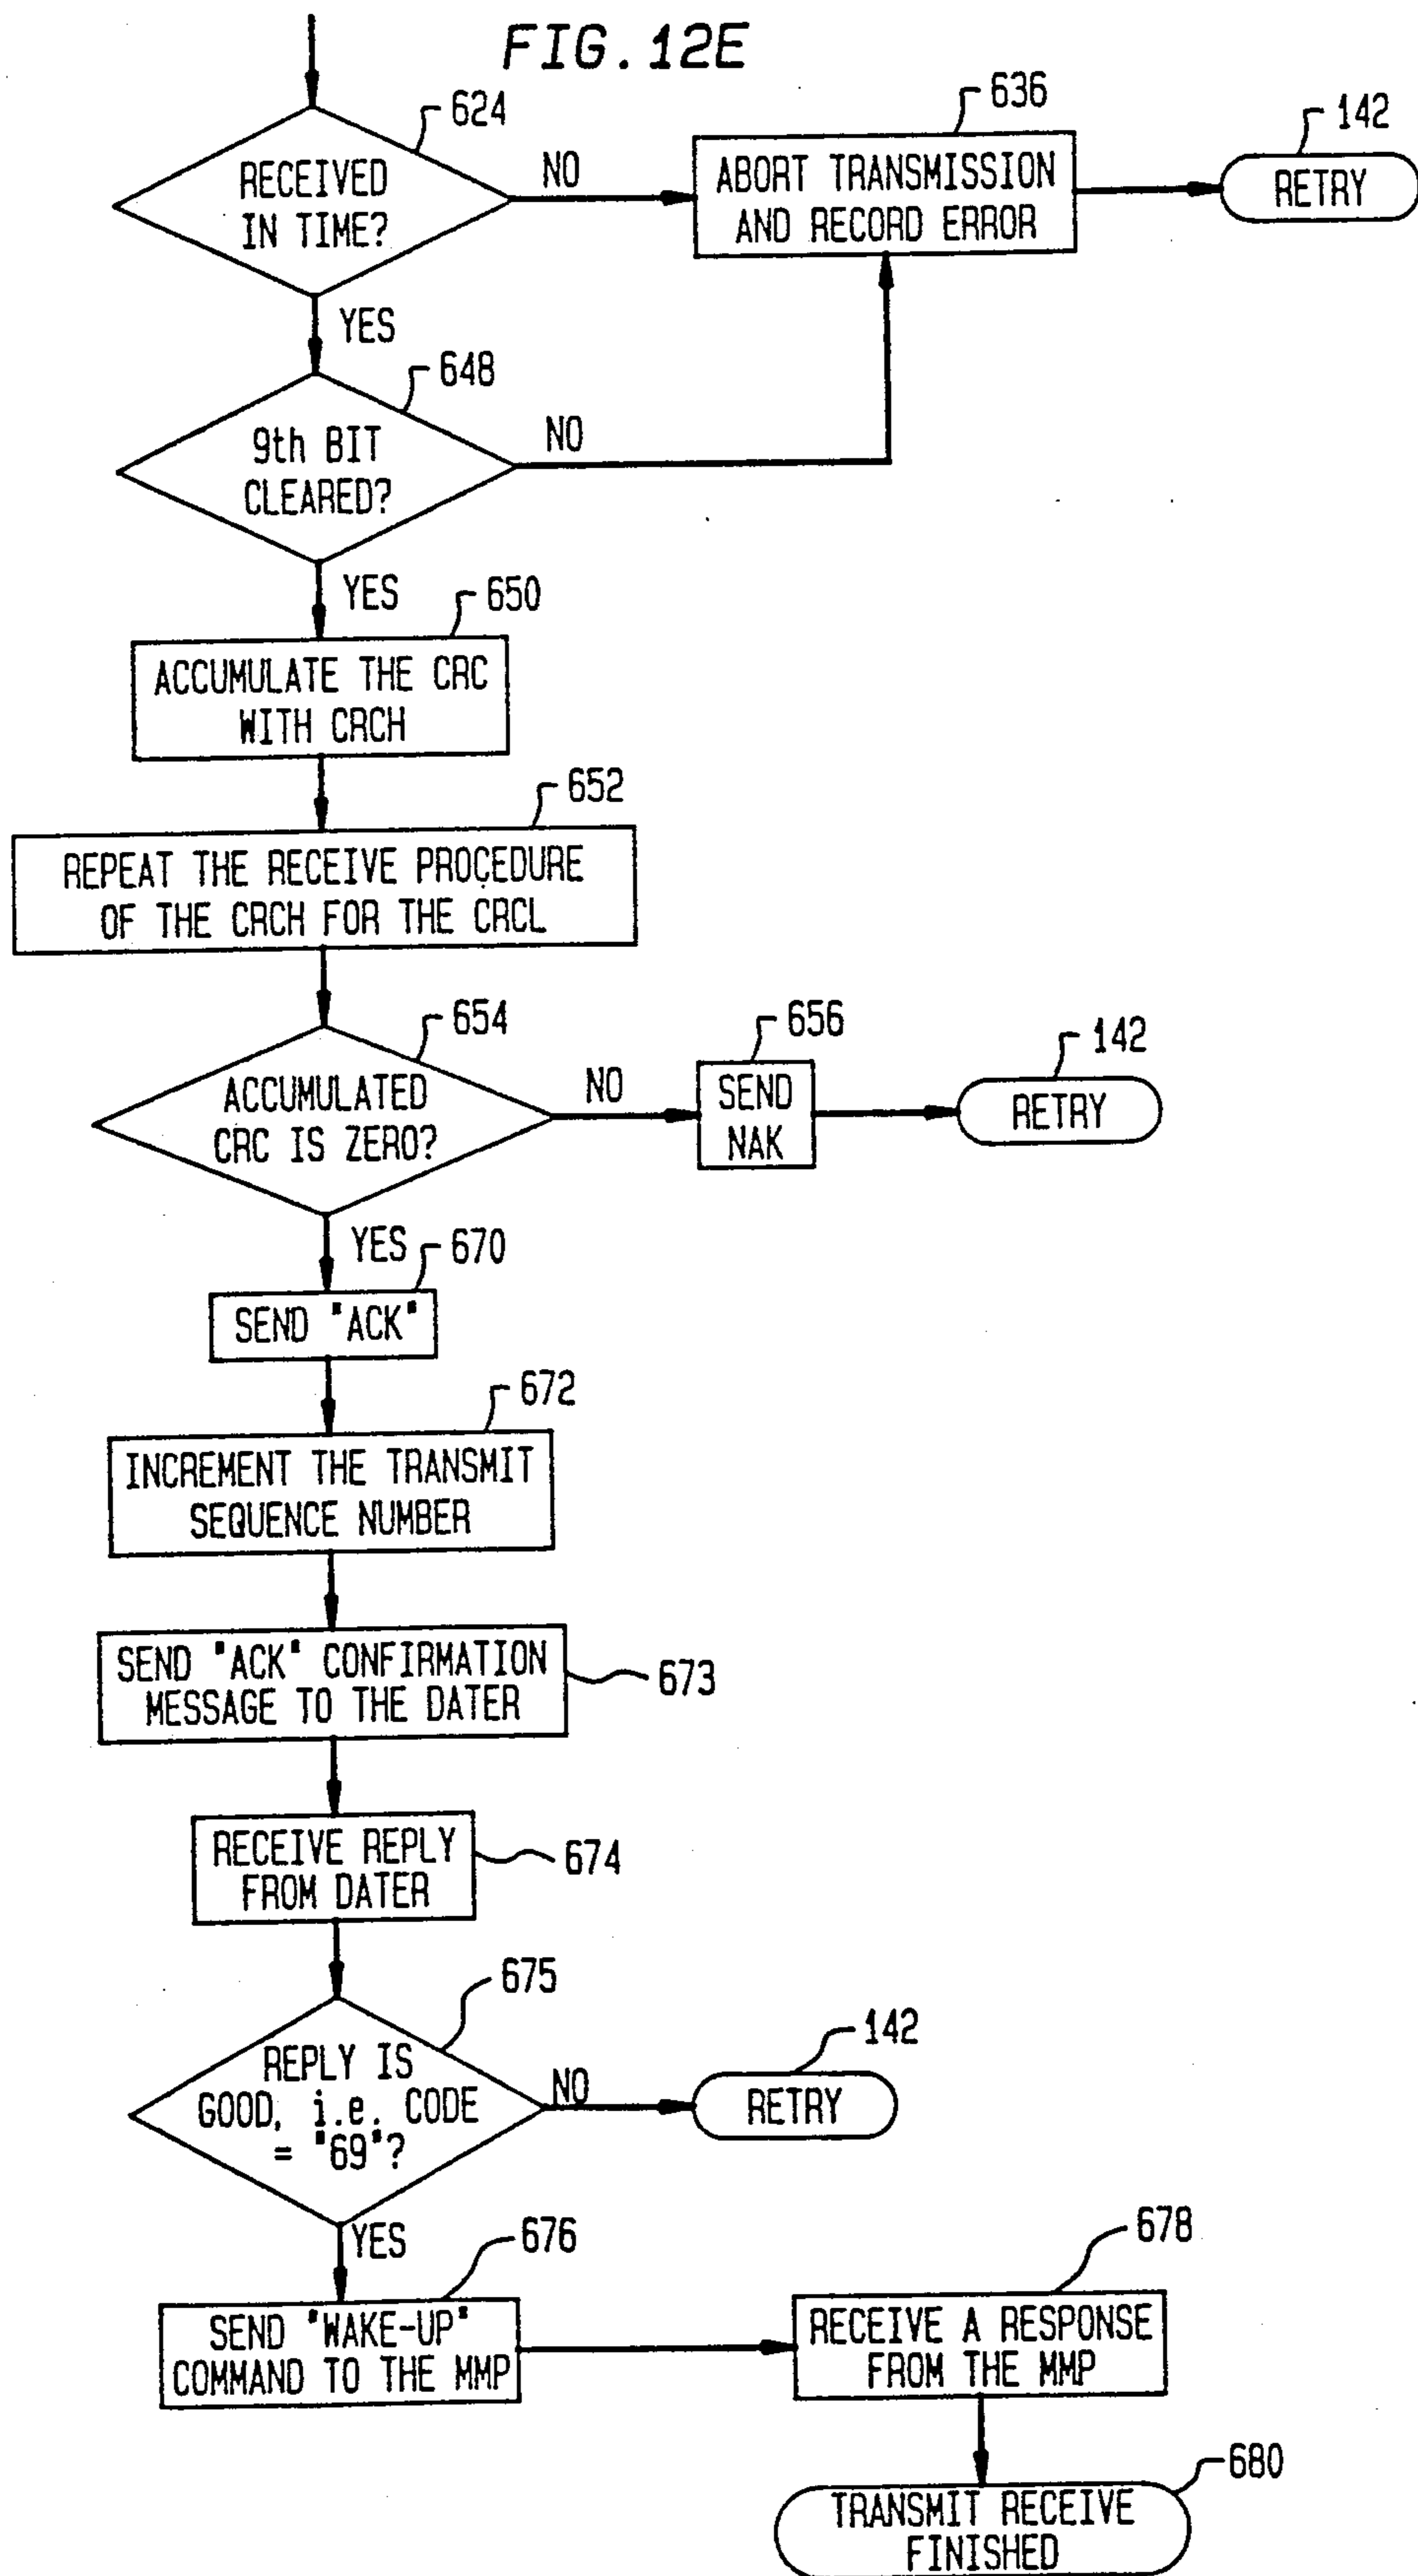 FIG. 12E
624
RECEIVED
IN TIME?
NO
636
ABORT TRANSMISSION
AND RECORD ERROR
142
RETRY
YES
648
9th BIT
CLEARED?
NO
YES
650
ACCUMULATE THE CRC
WITH CRCH
652
REPEAT THE RECEIVE PROCEDURE
OF THE CRCH FOR THE CRCL
654
ACCUMULATED
CRC IS ZERO?
NO
656
SEND
NAK
142
RETRY
YES
670
SEND "ACK"
672
INCREMENT THE TRANSMIT
SEQUENCE NUMBER
SEND "ACK" CONFIRMATION
MESSAGE TO THE DATER
673
RECEIVE REPLY
FROM DATER
674
675
REPLY IS
GOOD, i.e. CODE
= "69"?
NO
142
RETRY
YES
676
SEND "WAKE-UP"
COMMAND TO THE MMP
678
RECEIVE A RESPONSE
FROM THE MMP
680
TRANSMIT RECEIVE
FINISHED